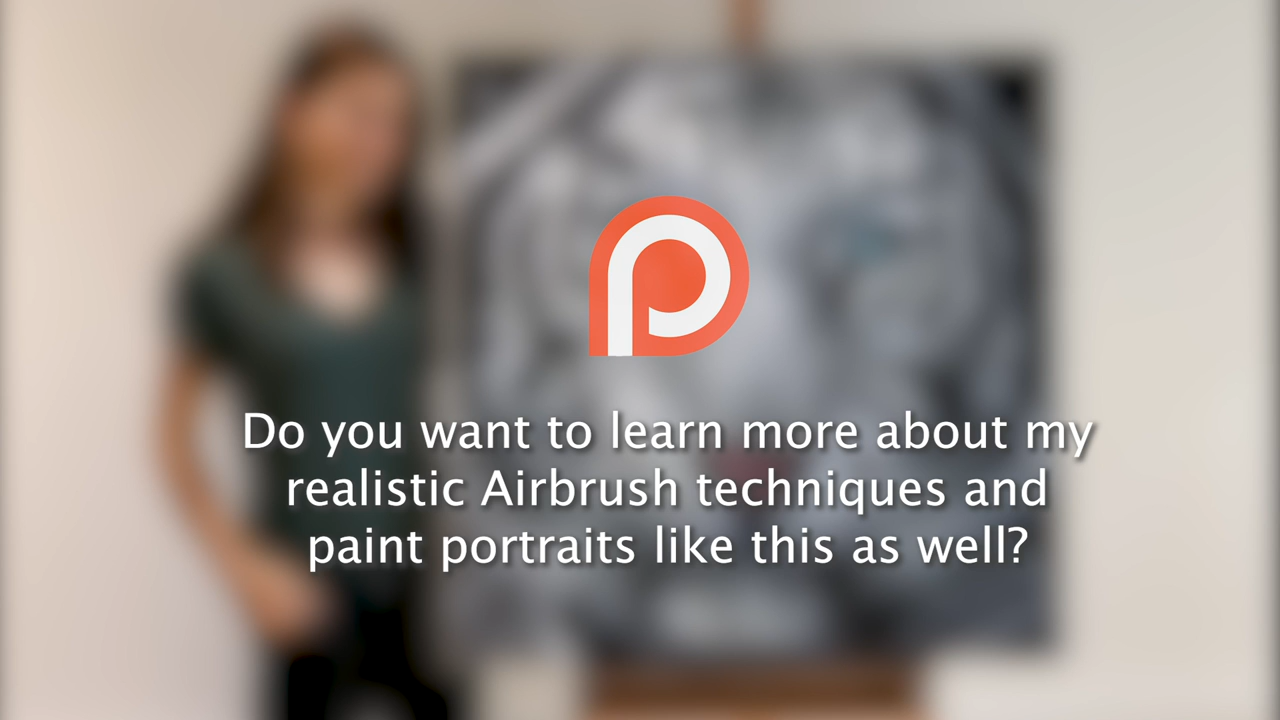 Do you want to learn more about my
realistic Airbrush techniques and
paint portraits like this as well?